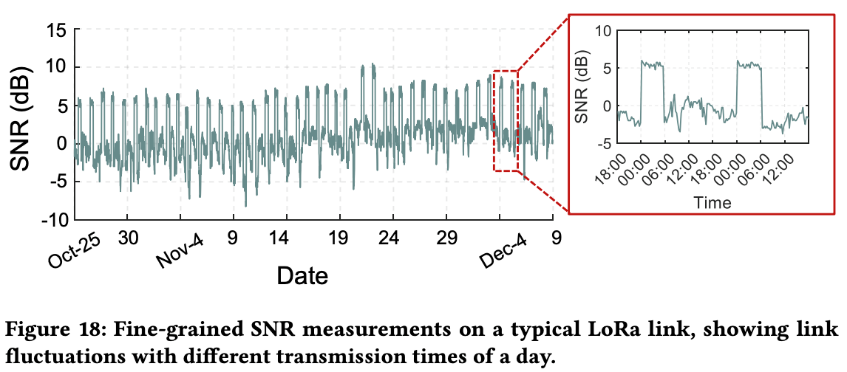 15
10
5
0
-5
-10
SNR (dB)
Oct-25
30
Nov-4
9
14
19
24
29
Dec-4
9
Date
10
5
0
-5
SNR (dB)
18:00
00:00
06:00
12:00
18:00
00:00
06:00
12:00
Time
Figure 18: Fine-grained SNR measurements on a typical LoRa link, showing link
fluctuations with different transmission times of a day.